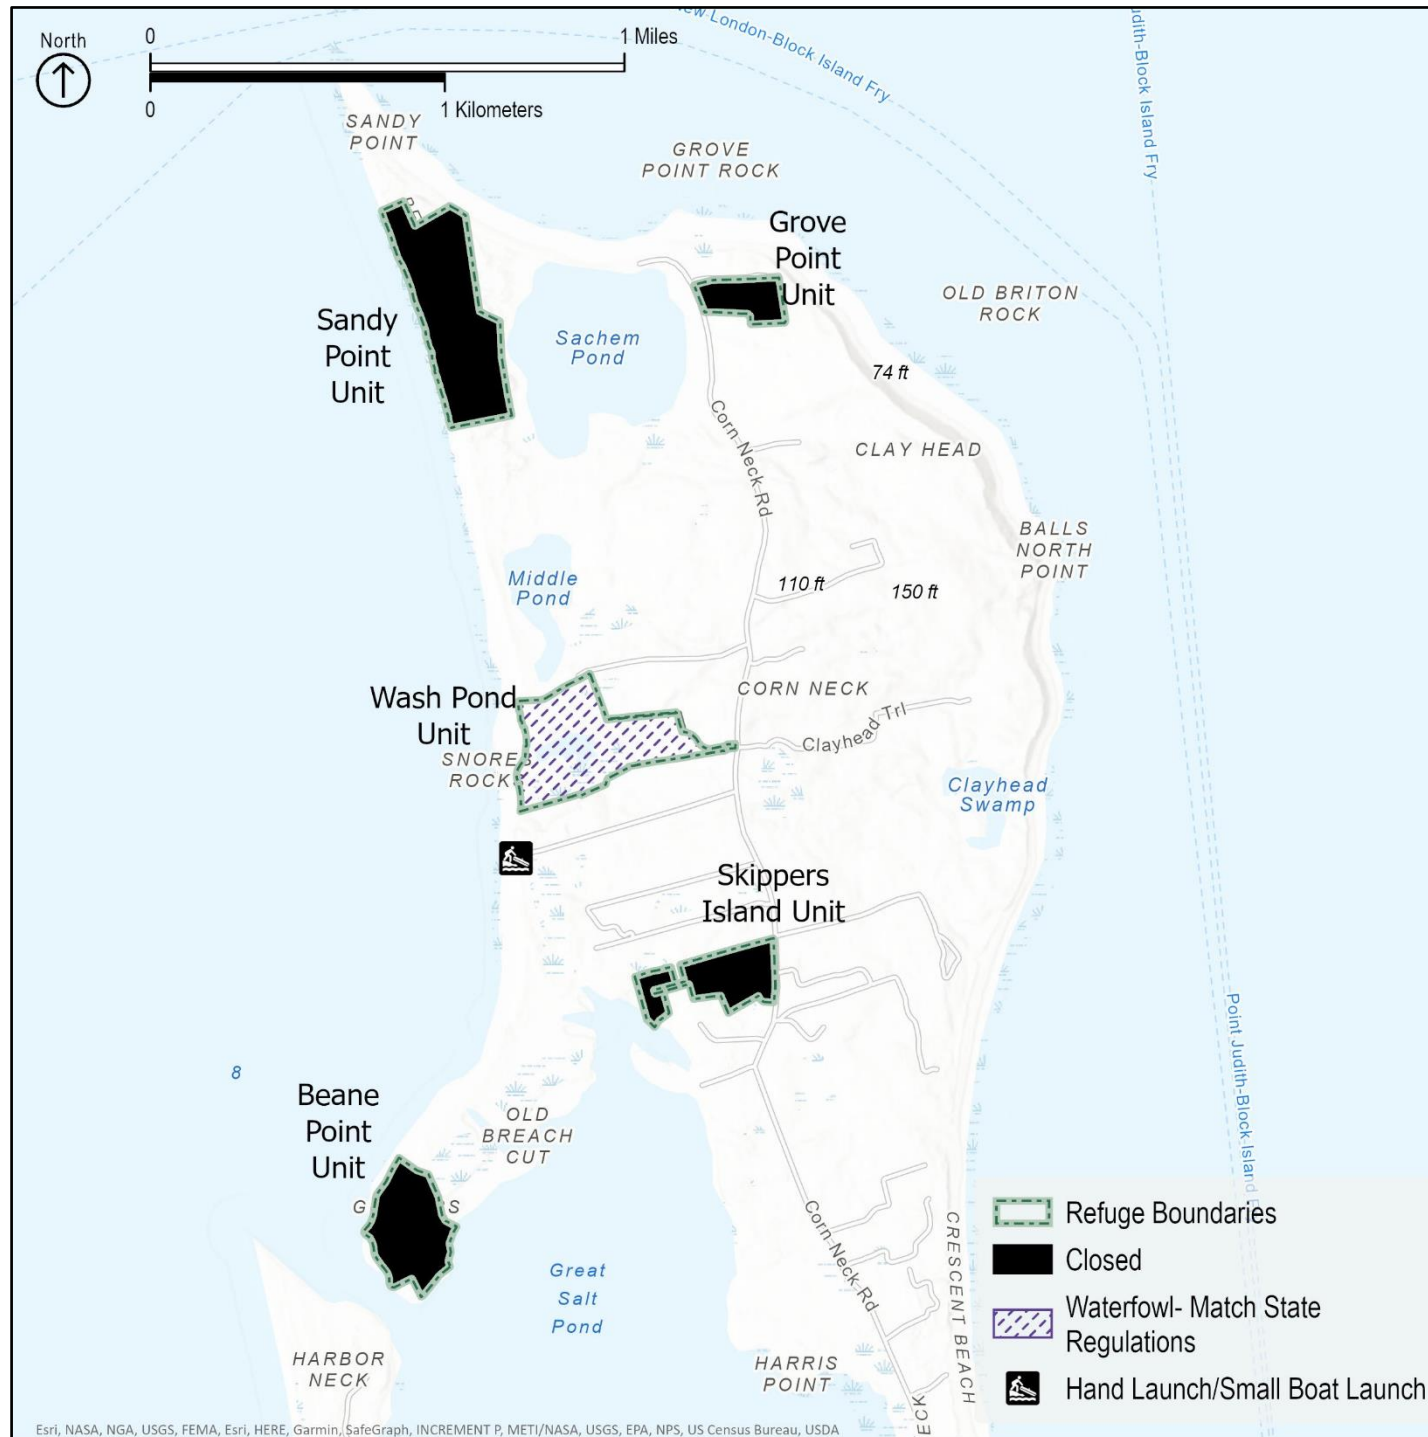 New London-Block Island Fry
Judith-Block Island Fry
North
0
1 Miles
0
1 Kilometers
SANDY
POINT
GROVE
POINT ROCK
Grove
Point
Unit
OLD BRITON
ROCK
Sandy
Point
Unit
Sachem
Pond
74 ft
Corn Neck Rd
CLAY HEAD
BALLS
NORTH
POINT
Middle
Pond
110 ft
150 ft
Wash Pond
Unit
CORN NECK
Clayhead Trl
SNORE
ROCK
Clayhead
Swamp
Skippers
Island Unit
8
Beane
Point
Unit
OLD
BREACH
CUT
G S
Point Judith-Block Island F
Great
Salt
Pond
Corn Neck Rd
CRESCENT BEACH
HARBOR
NECK
HARRIS
POINT
ECK
Refuge Boundaries
Closed
Waterfowl- Match State
Regulations
Hand Launch/Small Boat Launch
Esri, NASA, NGA, USGS, FEMA, Esri, HERE, Garmin, SafeGraph, INCREMENT P, METI/NASA, USGS, EPA, NPS, US Census Bureau, USDA